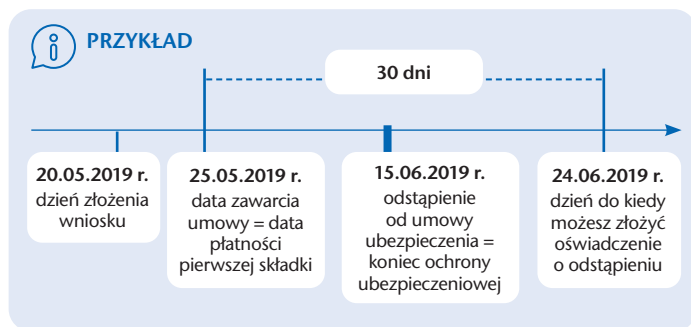 PRZYKŁAD
30 dni
20.05.2019 r.
dzień złożenia
wniosku
25.05.2019 r.
data zawarcia
umowy = data
płatności
pierwszej składki
15.06.2019 r.
odstąpienie
od umowy
ubezpieczenia =
koniec ochrony
ubezpieczeniowej
24.06.2019 r.
dzień do kiedy
możesz złożyć
oświadczenie
o odstąpieniu